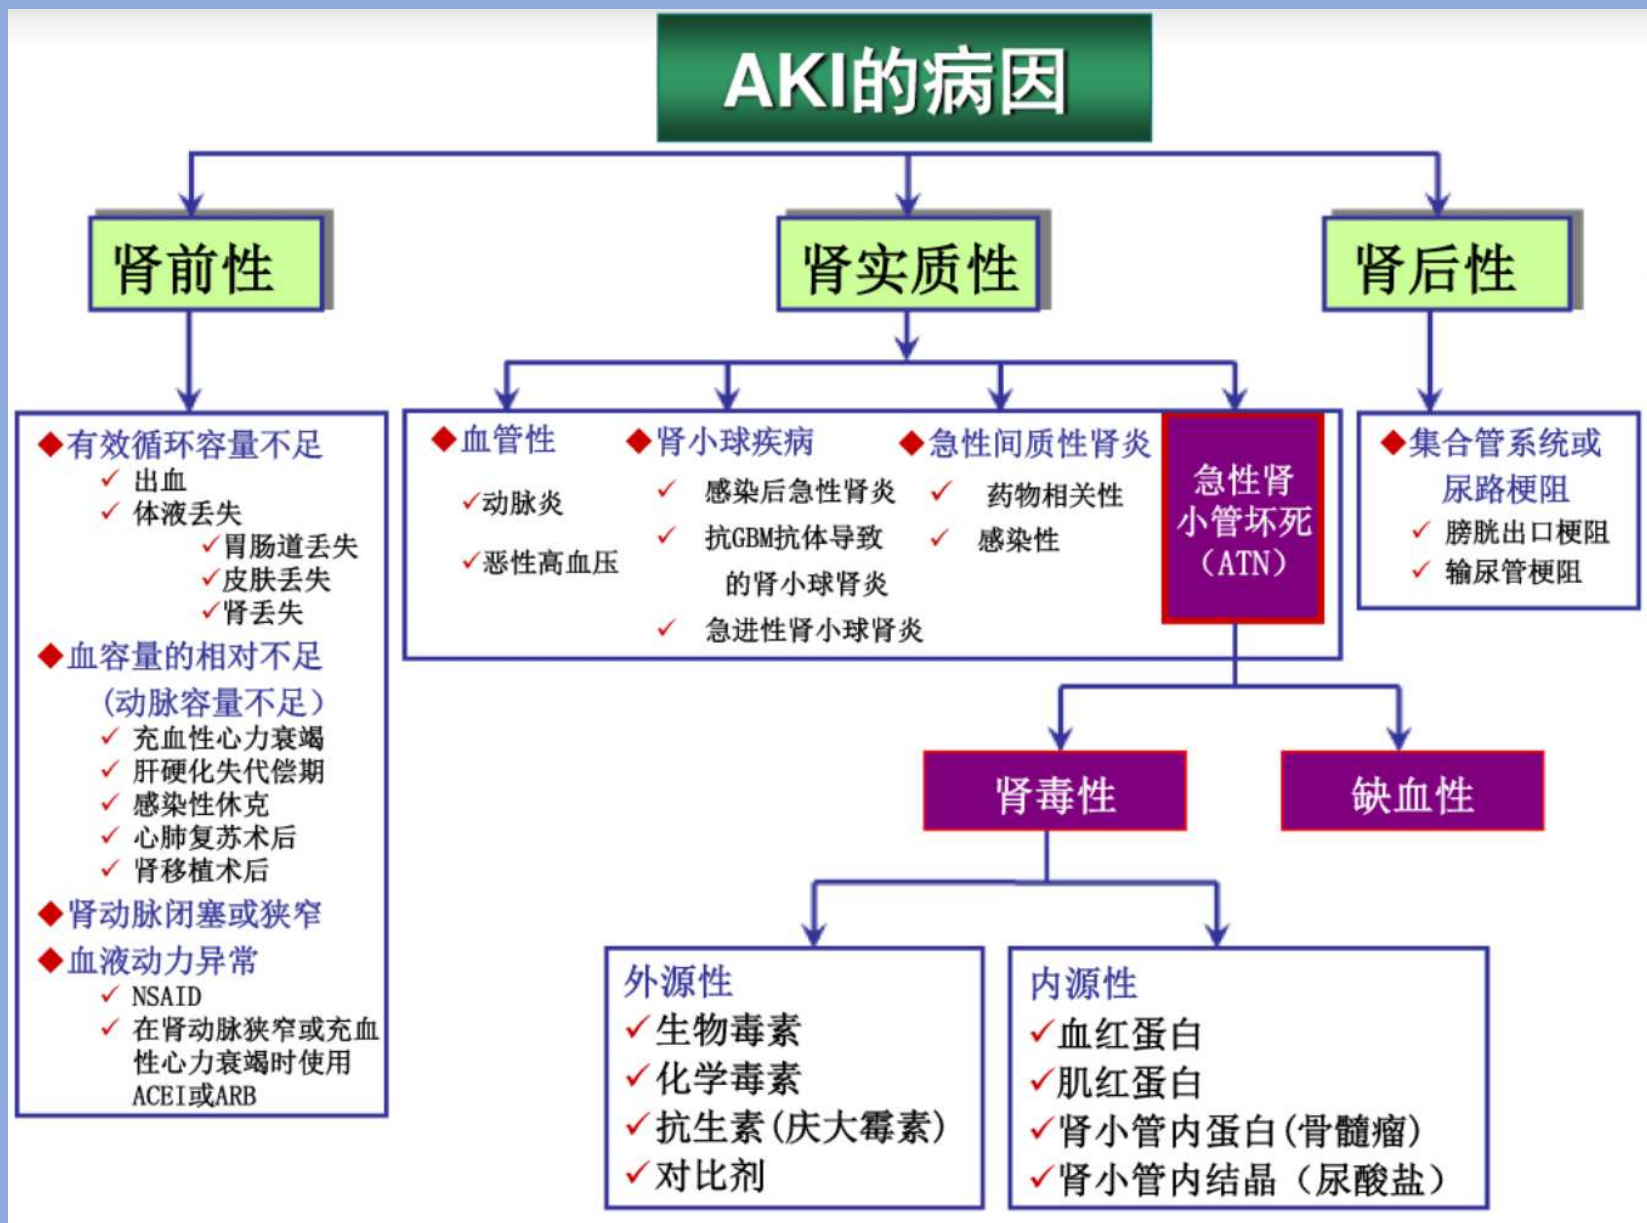 AKI的病因
肾前性
肾实质性
肾后性
有效循环容量不足
出血
体液丢失
胃肠道丢失
皮肤丢失
肾丢失
血容量的相对不足
(动脉容量不足）
充血性心力衰竭
肝硬化失代偿期
感染性休克
心肺复苏术后
肾移植术后
肾动脉闭塞或狭窄
血液动力异常
NSAID
在肾动脉狭窄或充血
性心力衰竭时使用
ACEI或ARB
血管性
动脉炎
恶性高血压
肾小球疾病
感染后急性肾炎
抗GBM抗体导致
的肾小球肾炎
急进性肾小球肾炎
急性间质性肾炎
药物相关性
感染性
急性肾
小管坏死
（ATN）
集合管系统或
尿路梗阻
膀胱出口梗阻
输尿管梗阻
肾毒性
缺血性
外源性
生物毒素
化学毒素
抗生素(庆大霉素)
对比剂
内源性
血红蛋白
肌红蛋白
肾小管内蛋白(骨髓瘤)
肾小管内结晶（尿酸盐）